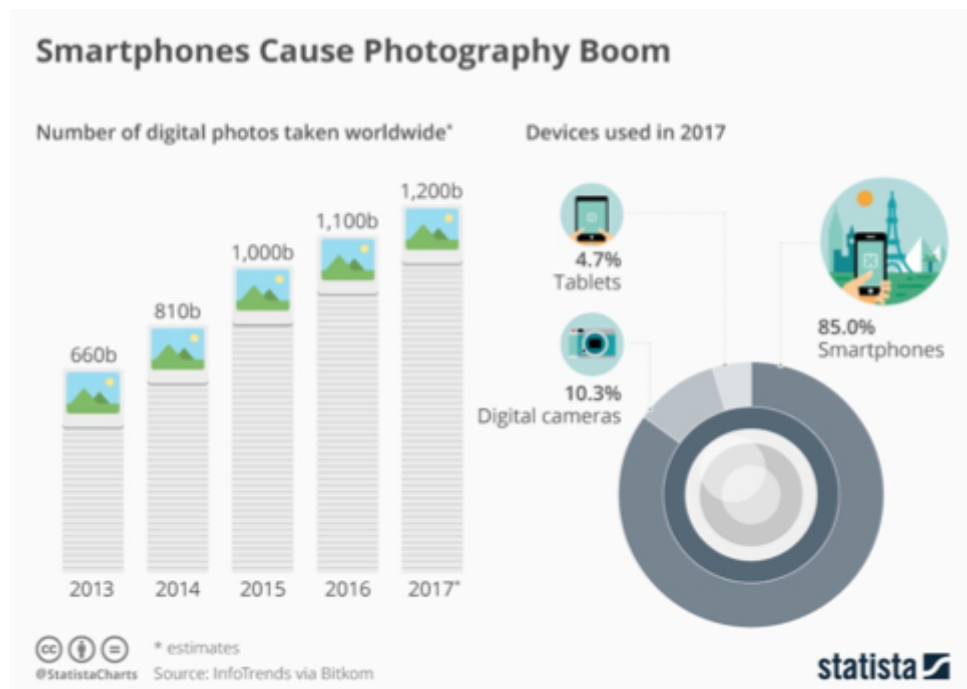 Smartphones Cause Photography Boom
Number of digital photos taken worldwide*
660b
810b
1,000b
1,100b
1,200b
2013
2014
2015
2016
2017*
Devices used in 2017
4.7%
Tablets
10.3%
Digital cameras
85.0%
Smartphones
cc
@StatistaCharts
* estimates
Source: InfoTrends via Bitkom
statista